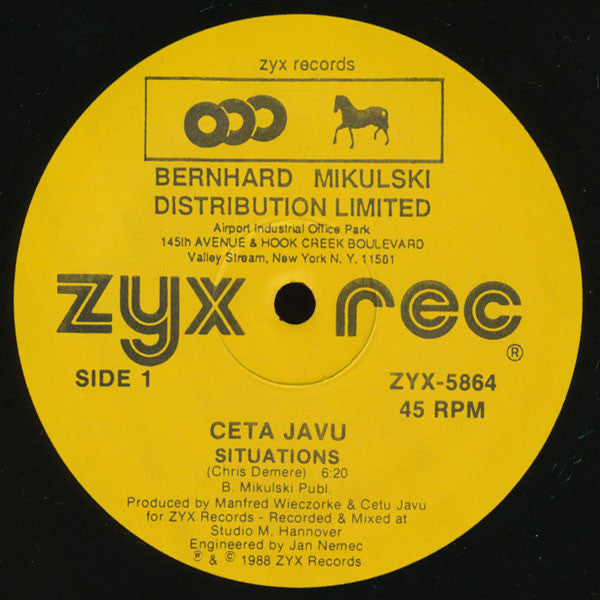 zyx records
BERNHARD MIKULSKI
DISTRIBUTION LIMITED
Airport Industrial Office Park
145th AVENUE & HOOK CREEK BOULEVARD
Valley Stream, New York N. Y. 11581
zyx rec ®
SIDE 1
ZYX-5864
45 RPM
CETA JAVU
SITUATIONS
(Chris Demere) 6:20
B. Mikulski Publ.
Produced by Manfred Wieczorke & Cetu Javu
for ZYX Records - Recorded & Mixed at
Studio M, Hannover
Engineered by Jan Nemec
℗ & © 1988 ZYX Records